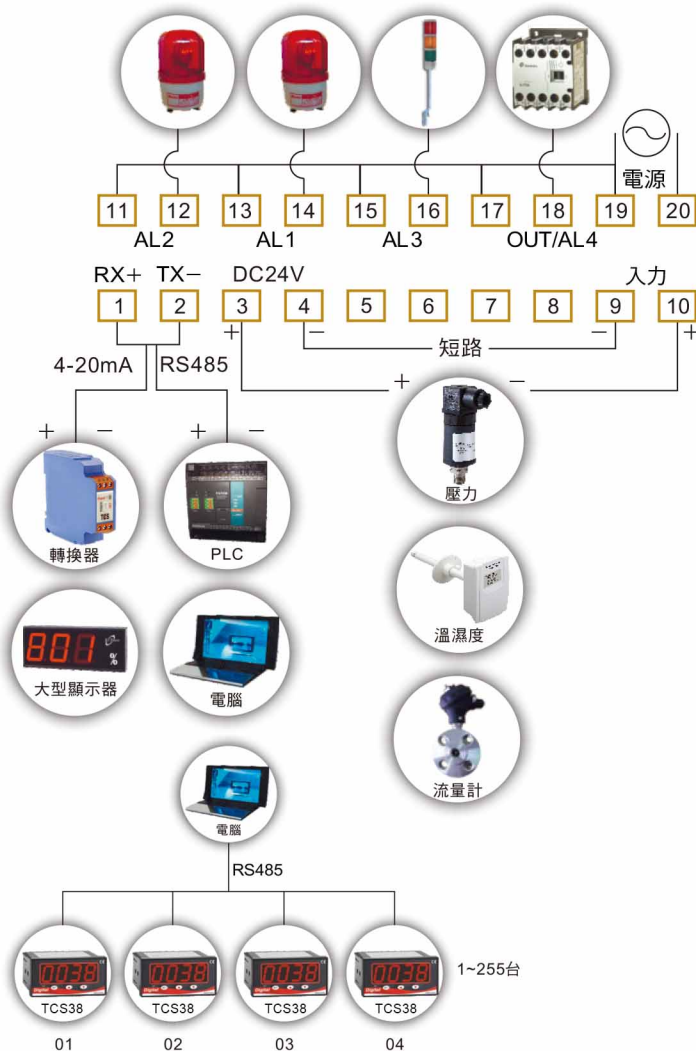 電源
11 12 13 14 15 16 17 18 19 20
AL2 AL1 AL3 OUT/AL4
RX+ TX− DC24V 入力
1 2 3 4 5 6 7 8 9 10
+ − − +
短路
4-20mA RS485
+ −
+ − + −
壓力
轉換器 PLC
溫濕度
801
%
大型顯示器
電腦
流量計
電腦
RS485
0038 0038 0038 0038
TCS38 TCS38 TCS38 TCS38
1~255台
01 02 03 04